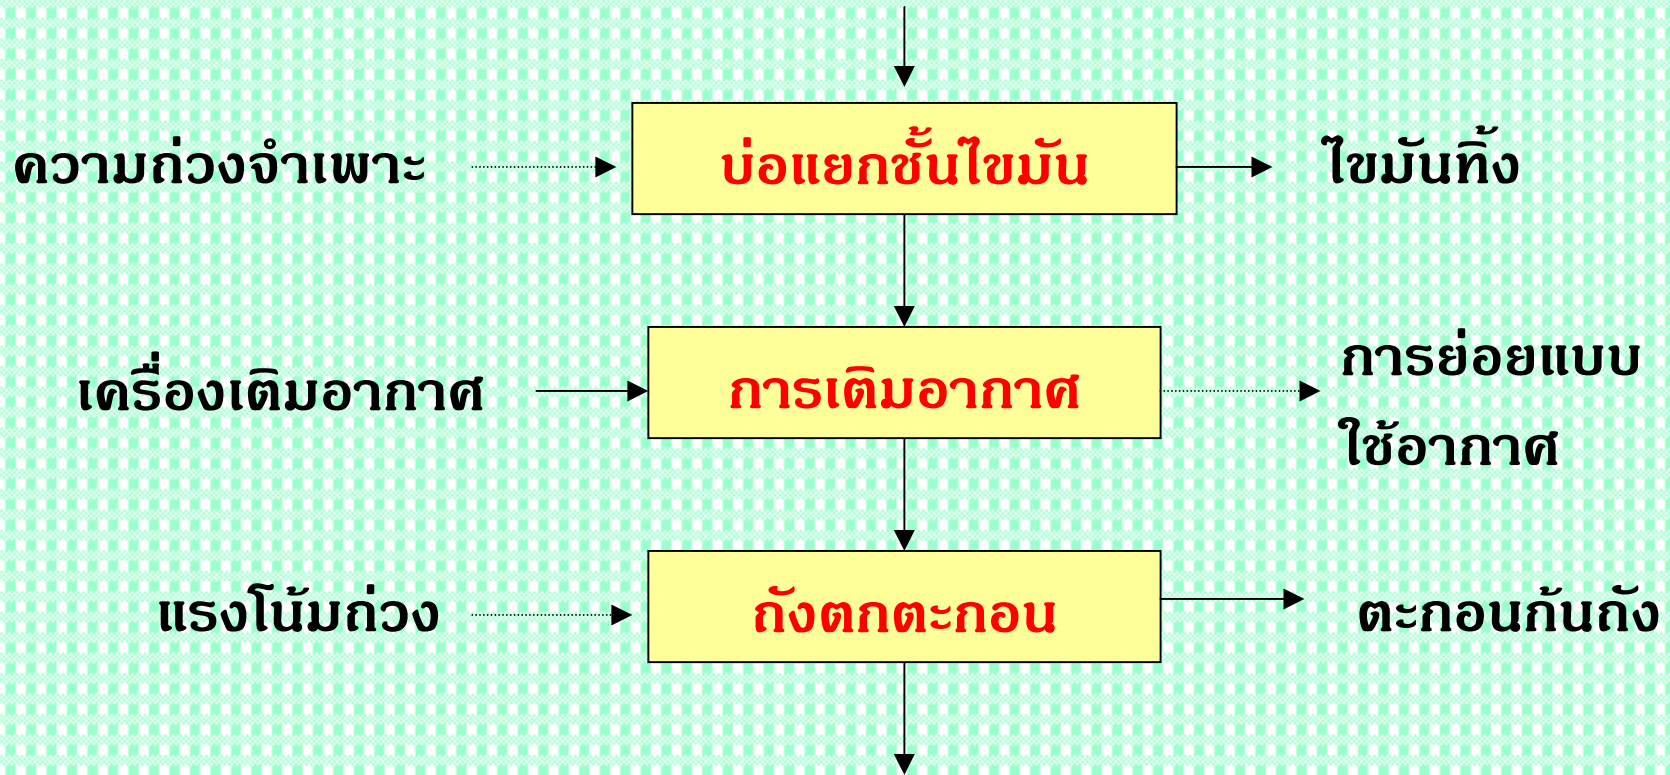 ความถ่วงจำเพาะ
บ่อแยกชั้นไขมัน
ไขมันทิ้ง
เครื่องเติมอากาศ
การเติมอากาศ
การย่อยแบบ
ใช้อากาศ
แรงโน้มถ่วง
ถังตกตะกอน
ตะกอนก้นถัง